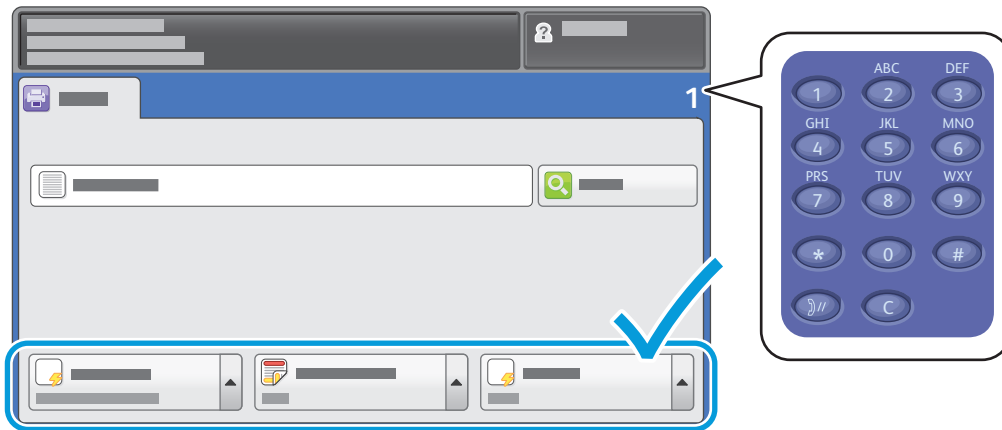 ?
1
ABC DEF
1 2 3
GHI JKL MNO
4 5 6
PRS TUV WXY
7 8 9
* 0 #
C